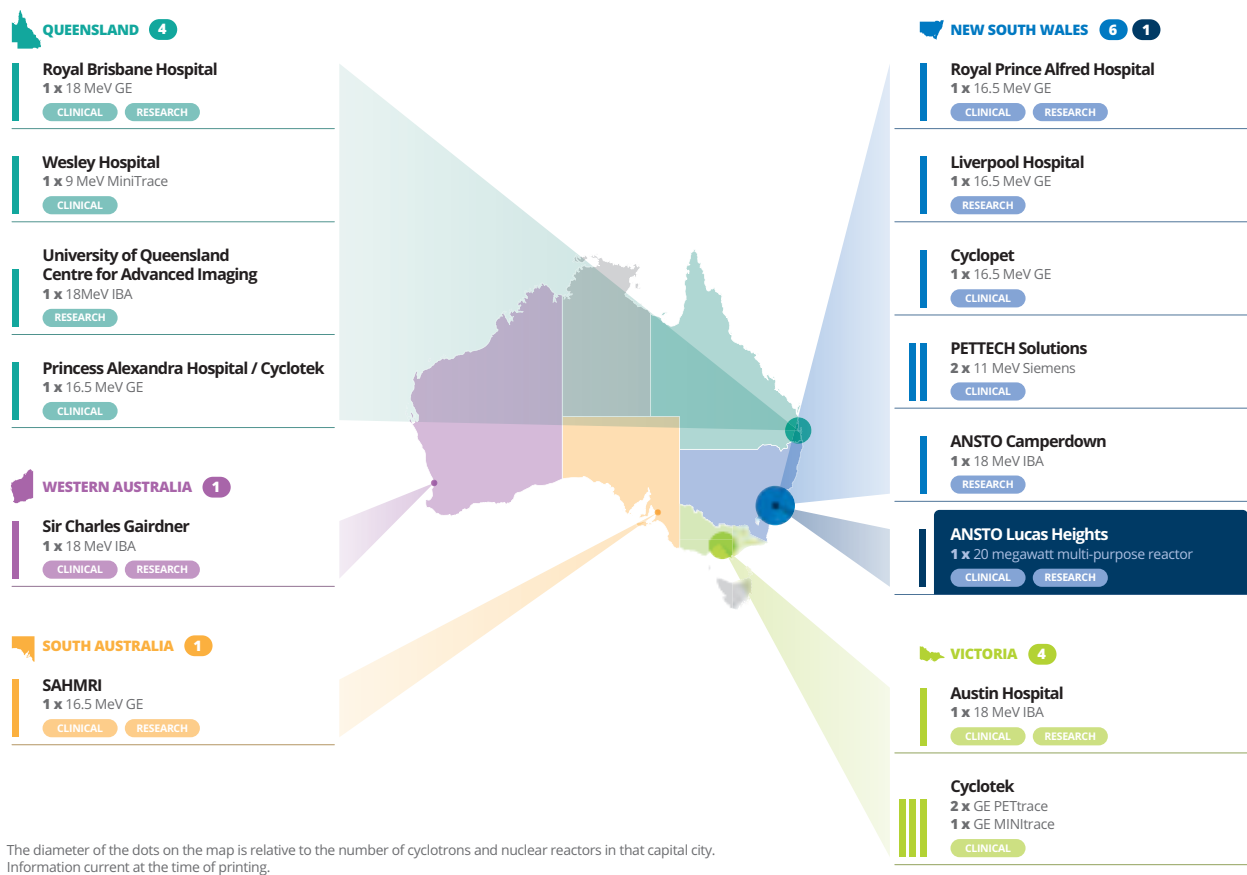 QUEENSLAND 4
Royal Brisbane Hospital
1 x 18 MeV GE
CLINICAL RESEARCH
Wesley Hospital
1 x 9 MeV MiniTrace
CLINICAL
University of Queensland
Centre for Advanced Imaging
1 x 18MeV IBA
RESEARCH
Princess Alexandra Hospital / Cyclotek
1 x 16.5 MeV GE
CLINICAL
WESTERN AUSTRALIA 1
Sir Charles Gairdner
1 x 18 MeV IBA
CLINICAL RESEARCH
SOUTH AUSTRALIA 1
SAHMRI
1 x 16.5 MeV GE
CLINICAL RESEARCH
NEW SOUTH WALES 6 1
Royal Prince Alfred Hospital
1 x 16.5 MeV GE
CLINICAL RESEARCH
Liverpool Hospital
1 x 16.5 MeV GE
RESEARCH
Cyclopet
1 x 16.5 MeV GE
CLINICAL
PETTECH Solutions
2 x 11 MeV Siemens
CLINICAL
ANSTO Camperdown
1 x 18 MeV IBA
RESEARCH
ANSTO Lucas Heights
1 x 20 megawatt multi-purpose reactor
CLINICAL RESEARCH
VICTORIA 4
Austin Hospital
1 x 18 MeV IBA
CLINICAL RESEARCH
Cyclotek
2 x GE PETtrace
1 x GE MINItrace
CLINICAL
The diameter of the dots on the map is relative to the number of cyclotrons and nuclear reactors in that capital city.
Information current at the time of printing.